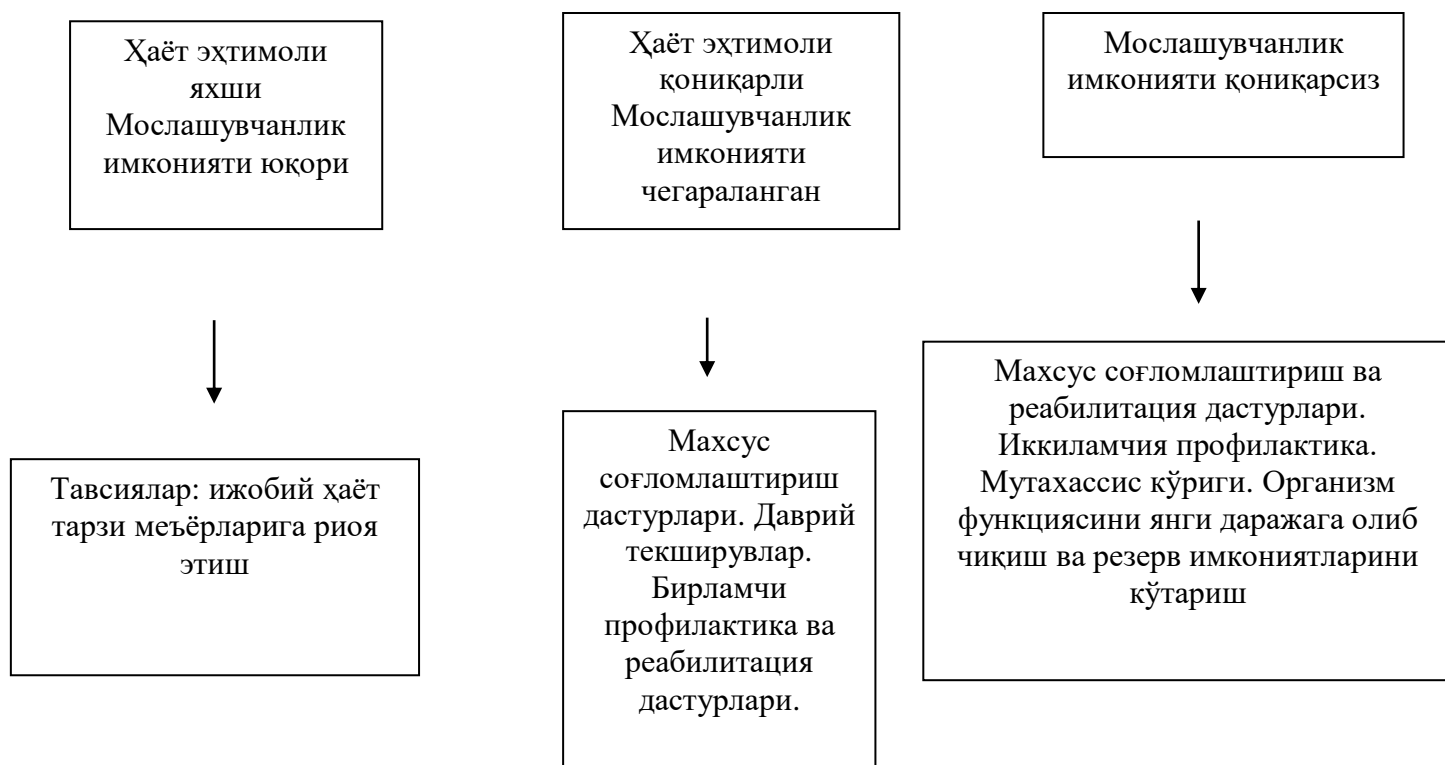 Ҳаёт эҳтимоли
яхши
Мослашувчанлик
имконияти юқори
Ҳаёт эҳтимоли
қониқарли
Мослашувчанлик
имконияти
чегараланган
Мослашувчанлик
имконияти қониқарсиз
Тавсиялар: ижобий ҳаёт
тарзи меъёрларига риоя
этиш
Махсус
соғломлаштириш
дастурлари. Даврий
текширувлар.
Бирламчи
профилактика ва
реабилитация
дастурлари.
Махсус соғломлаштириш ва
реабилитация дастурлари.
Иккиламчия профилактика.
Мутахассис кўриги. Организм
функциясини янги даражага олиб
чиқиш ва резерв имкониятларини
кўтариш